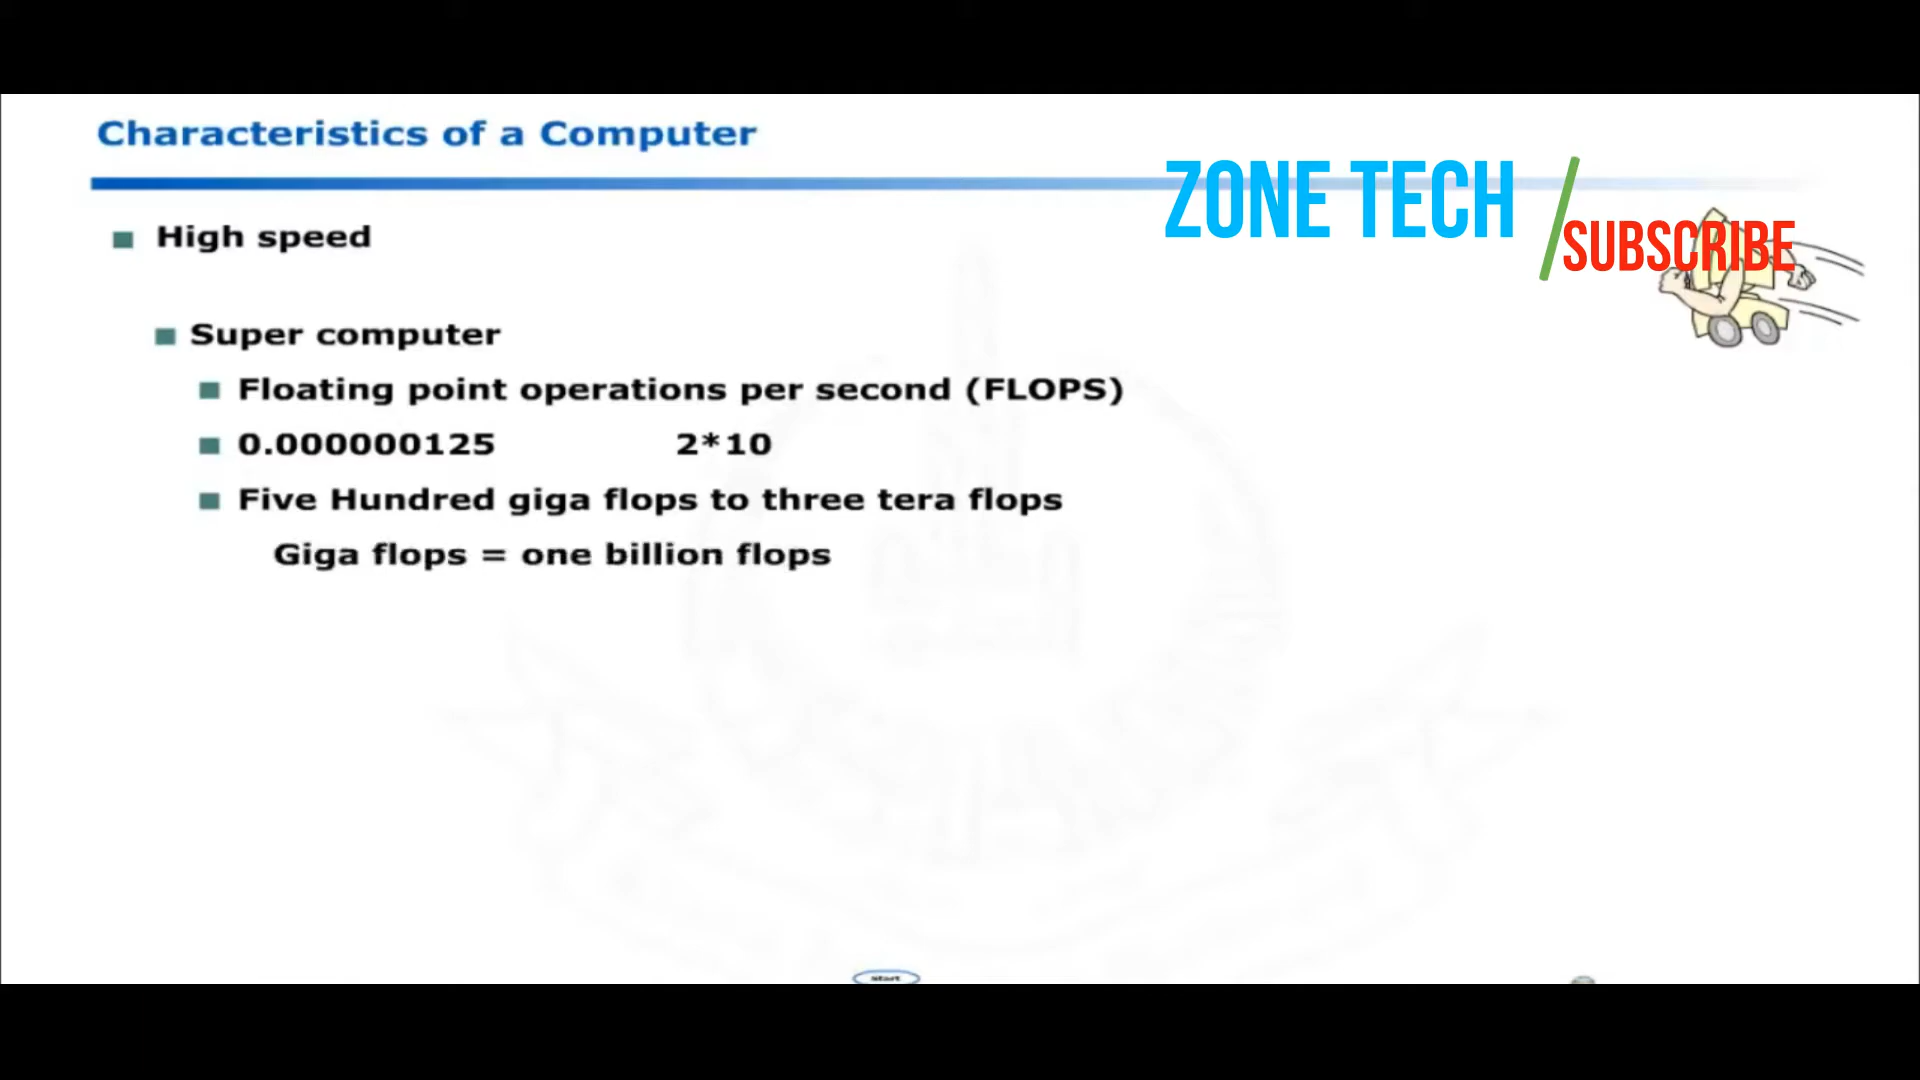 Characteristics of a Computer
ZONE TECH
SUBSCRIBE
High speed
Super computer
Floating point operations per second (FLOPS)
0.000000125 2*10
Five Hundred giga flops to three tera flops
Giga flops = one billion flops
start